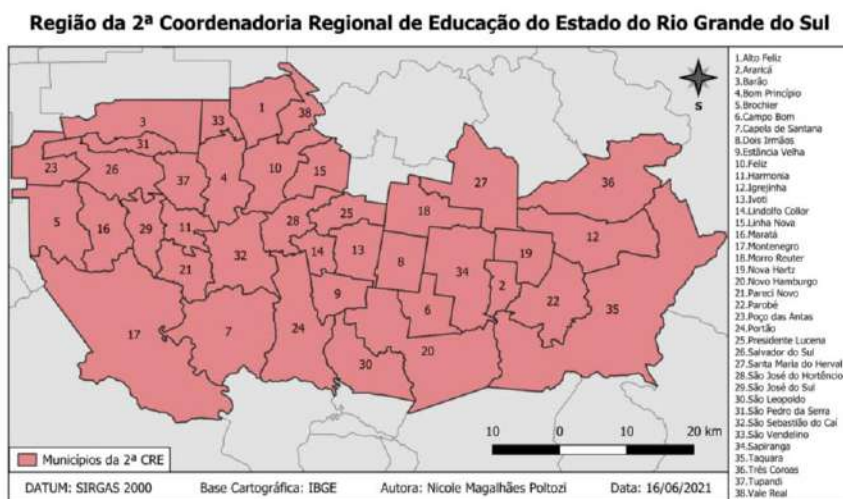 Região da 2ª Coordenadoria Regional de Educação do Estado do Rio Grande do Sul
1.Alto Feliz
2.Araricá
3.Barão
4.Bom Princípio
5.Brochier
6.Campo Bom
7.Capela de Santana
8.Dois Irmãos
9.Estância Velha
10.Feliz
11.Harmonia
12.Igrejinha
13.Ivoti
14.Lindolfo Collor
15.Linha Nova
16.Maratá
17.Montenegro
18.Morro Reuter
19.Nova Hartz
20.Novo Hamburgo
21.Pareci Novo
22.Parobé
23.Poço das Antas
24.Portão
25.Presidente Lucena
26.Salvador do Sul
27.Santa Maria do Herval
28.São José do Hortêncio
29.São José do Sul
30.São Leopoldo
31.São Pedro da Serra
32.São Sebastião do Caí
33.São Vendelino
34.Sapiranga
35.Taquara
36.Três Coroas
37.Tupandi
38.Vale Real
S
1
38
33
3
31
23
26
37
4
10
15
27
36
5
16
29
11
28
25
18
12
32
14
13
19
21
8
34
2
22
9
6
35
17
7
24
20
30
10 0 10 20 km
Municípios da 2ª CRE
DATUM: SIRGAS 2000 Base Cartográfica: IBGE Autora: Nicole Magalhães Poltozi Data: 16/06/2021